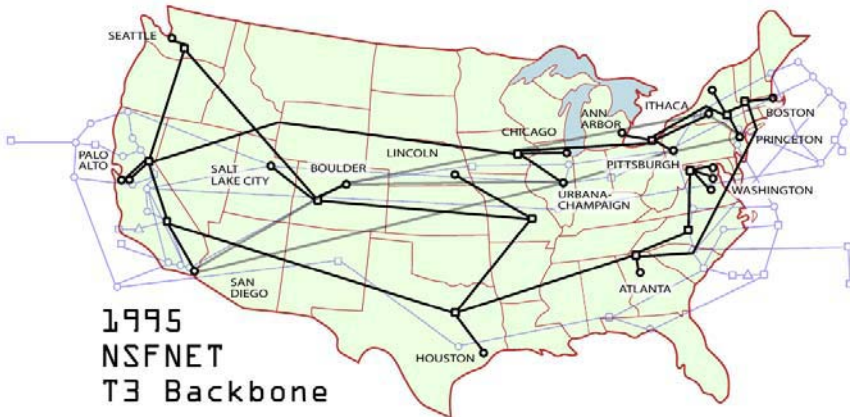 SEATTLE
PALO
ALTO
SALT
LAKE CITY
BOULDER
LINCOLN
CHICAGO
ANN
ARBOR
ITHACA
BOSTON
PRINCETON
PITTSBURGH
URBANA-
CHAMPAIGN
WASHINGTON
SAN
DIEGO
ATLANTA
HOUSTON
1995
NSFNET
T3 Backbone